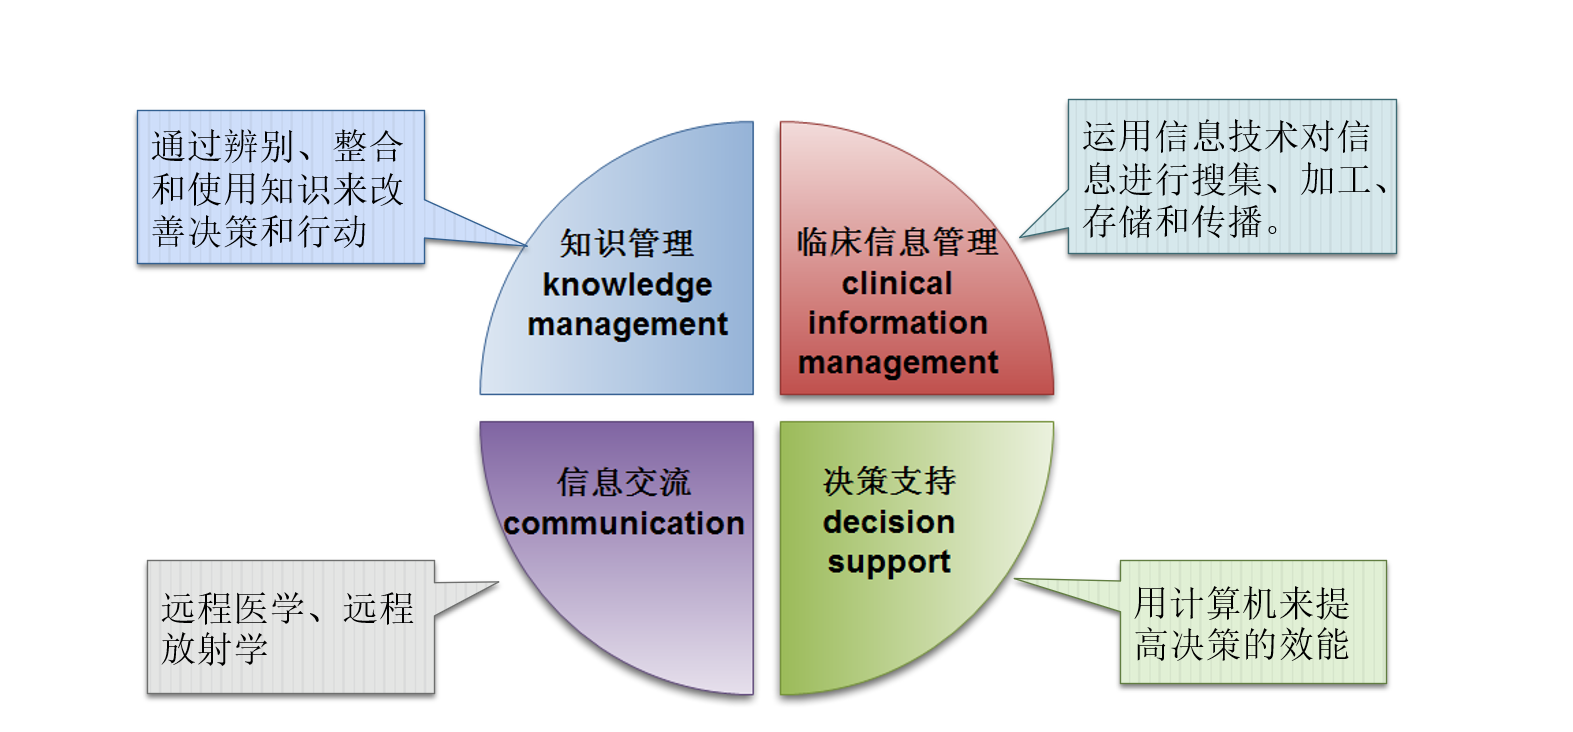 通过辨别、整合
和使用知识来改
善决策和行动
知识管理
knowledge
management
临床信息管理
clinical
information
management
运用信息技术对信
息进行搜集、加工、
存储和传播。
信息交流
communication
远程医学、远程
放射学
决策支持
decision
support
用计算机来提
高决策的效能